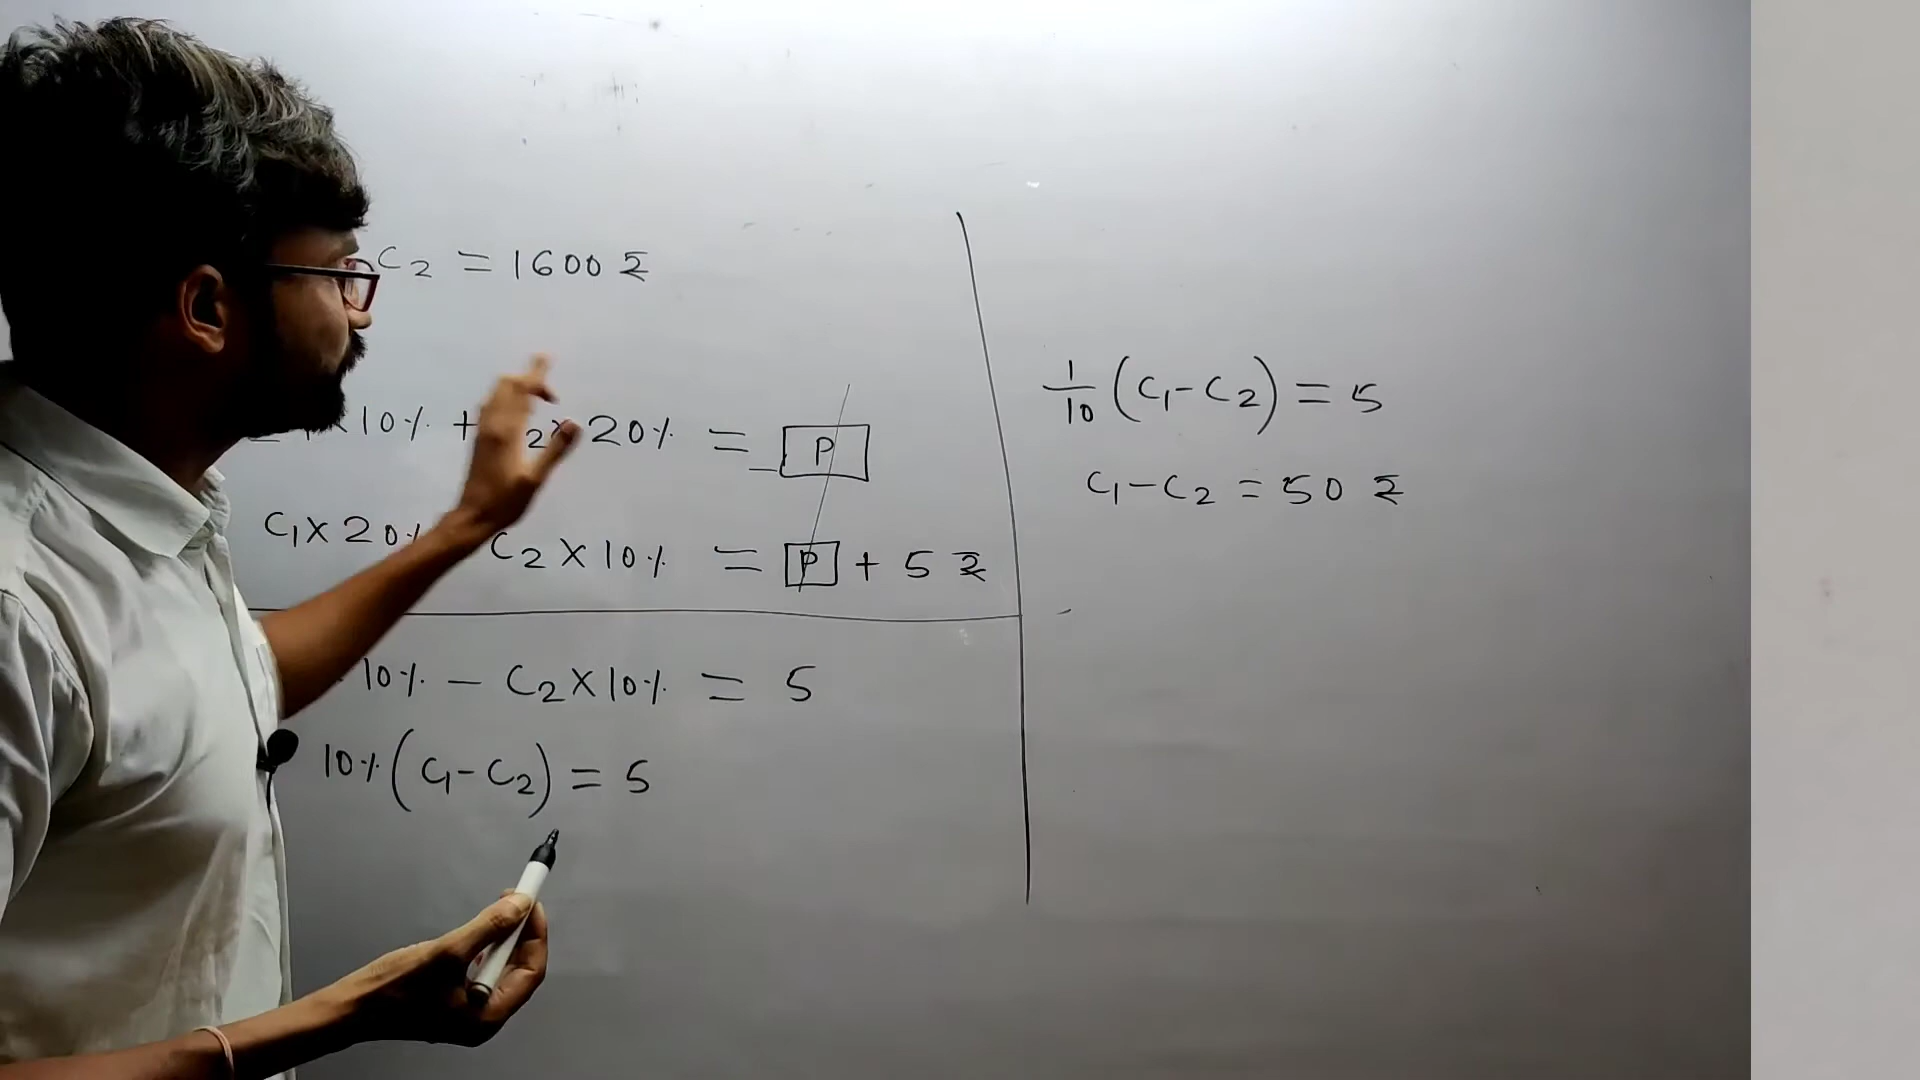 C₂ = 1600 ₹
×10% + ₂×20% = P
C₁×20% C₂×10% = P + 5 ₹
10% − C₂×10% = 5
10%(C₁−C₂) = 5
1/10 (C₁−C₂) = 5
C₁−C₂ = 50 ₹